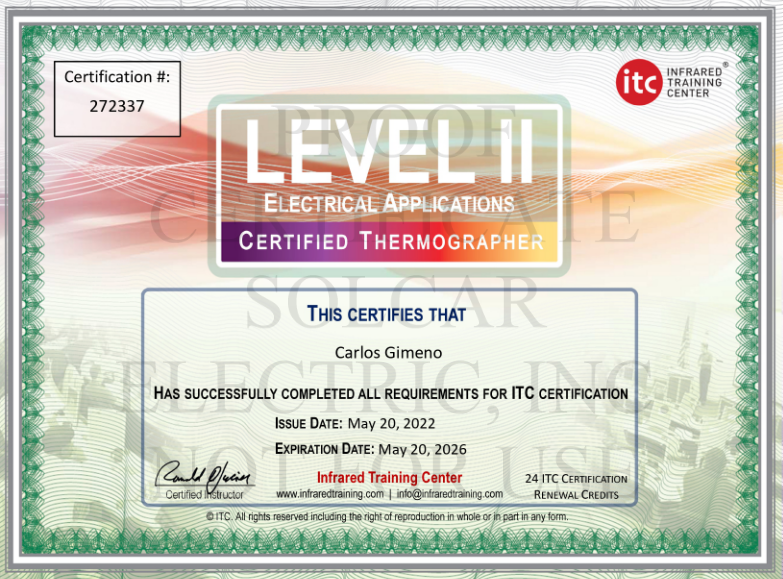 Certification #:
272337
itc INFRARED®
TRAINING
CENTER
LEVEL II
ELECTRICAL APPLICATIONS
CERTIFIED THERMOGRAPHER
PROOF
CERTIFICATE
SOLCAR
ELECTRIC, INC
NOT FOR USE
THIS CERTIFIES THAT
Carlos Gimeno
HAS SUCCESSFULLY COMPLETED ALL REQUIREMENTS FOR ITC CERTIFICATION
ISSUE DATE: May 20, 2022
EXPIRATION DATE: May 20, 2026
Certified Instructor
Infrared Training Center
www.infraredtraining.com | info@infraredtraining.com
24 ITC CERTIFICATION
RENEWAL CREDITS
© ITC. All rights reserved including the right of reproduction in whole or in part in any form.